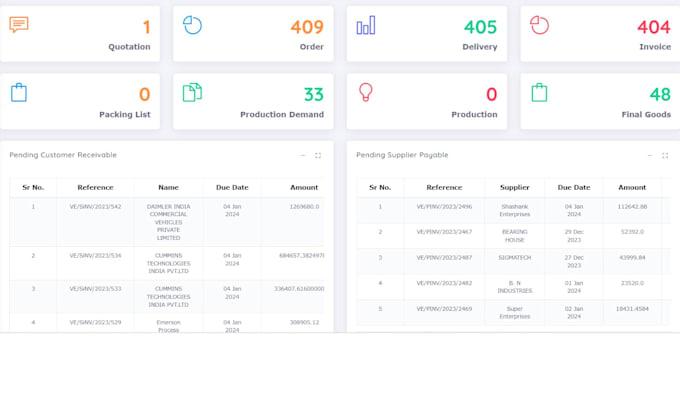 1
Quotation
409
Order
405
Delivery
404
Invoice
0
Packing List
33
Production Demand
0
Production
48
Final Goods
Pending Customer Receivable
Sr No. Reference Name Due Date Amount
1 VE/SINV/2023/542 DAIMLER INDIA 04 Jan 1269680.0
COMMERCIAL 2024
VEHICLES
PRIVATE
LIMITED
2 VE/SINV/2023/534 CUMMINS 04 Jan 684657.3824978
TECHNOLOGIES 2024
INDIA PVT.LTD
3 VE/SINV/2023/533 CUMMINS 04 Jan 336407.61600000
TECHNOLOGIES 2024
INDIA PVT.LTD
4 VE/SINV/2023/529 Emerson 04 Jan 308905.12
Process 2024
Pending Supplier Payable
Sr No. Reference Supplier Due Date Amount
1 VE/PINV/2023/2496 Shashank 04 Jan 112642.88
Enterprises 2024
2 VE/PINV/2023/2467 BEARING 29 Dec 52392.0
HOUSE 2023
3 VE/PINV/2023/2487 SIGMATECH 27 Dec 43999.84
2023
4 VE/PINV/2023/2482 B. N 01 Jan 23520.0
INDUSTRIES. 2024
5 VE/PINV/2023/2469 Super 02 Jan 18431.4584
Enterprises 2024